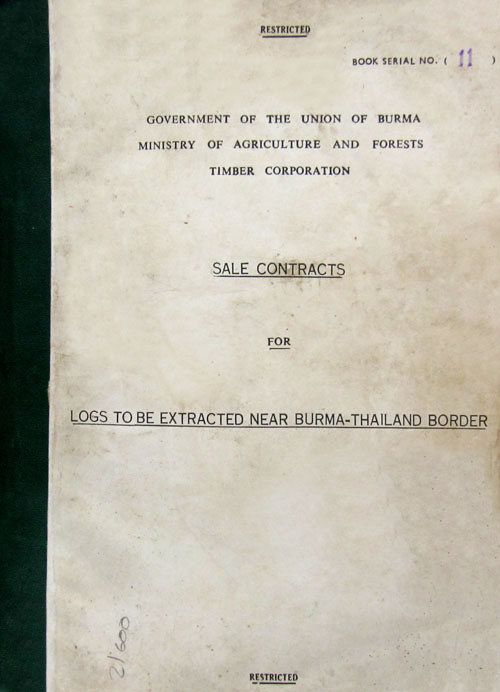 RESTRICTED
BOOK SERIAL NO. ( 11 )
GOVERNMENT OF THE UNION OF BURMA
MINISTRY OF AGRICULTURE AND FORESTS
TIMBER CORPORATION
SALE CONTRACTS
FOR
LOGS TO BE EXTRACTED NEAR BURMA-THAILAND BORDER
RESTRICTED